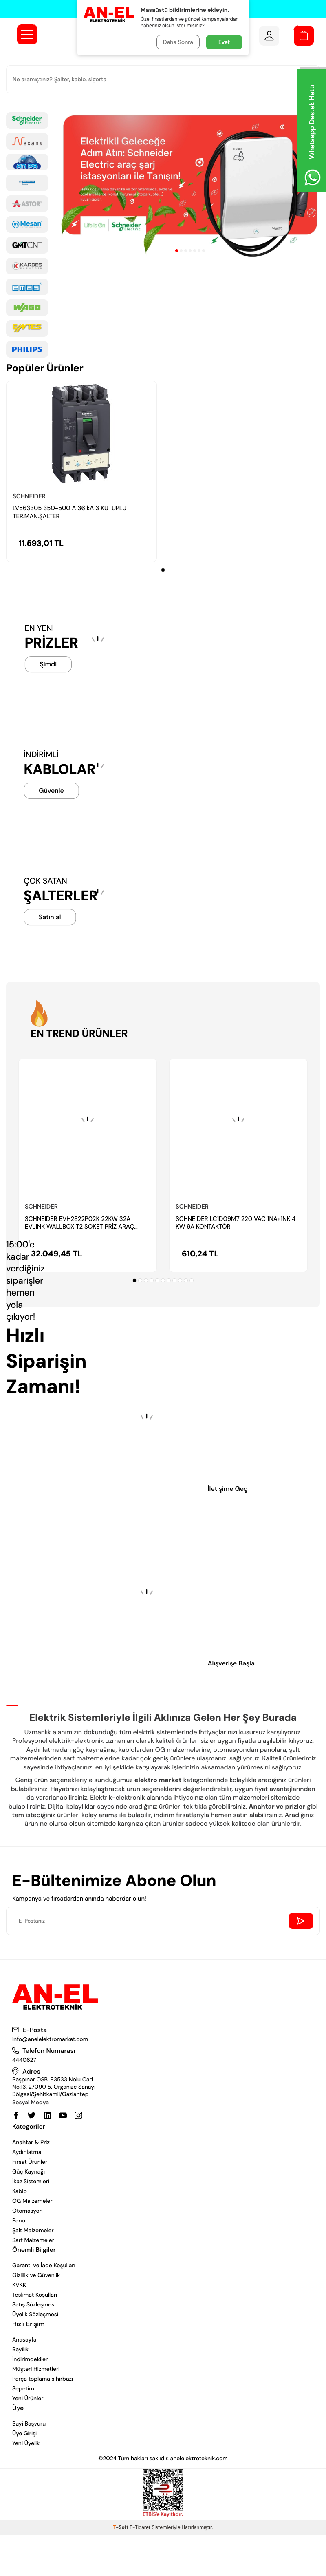 AN-EL
ELEKTROTEKNİK
Masaüstü bildirimlerine ekleyin.
Özel fırsatlardan ve güncel kampanyalardan haberiniz olsun ister misiniz?
Daha Sonra
Evet
Ne aramıştınız? Şalter, kablo, sigorta
Whatsapp Destek Hattı
Schneider Electric
Nexans
ASTOR
Mesan
GMTCNT
KARDEŞ
emas
WAGO
PHILIPS
Elektrikli Geleceğe Adım Atın: Schneider Electric araç şarj istasyonları ile Tanışın!
Life Is On
Schneider Electric
Popüler Ürünler
SCHNEIDER
LV563305 350-500 A 36 kA 3 KUTUPLU TER.MAN.ŞALTER
11.593,01 TL
EN YENİ
PRİZLER
Şimdi
İNDİRİMLİ
KABLOLAR
Güvenle
ÇOK SATAN
ŞALTERLER
Satın al
EN TREND ÜRÜNLER
SCHNEIDER
SCHNEIDER EVH2S22P02K 22KW 32A EVLINK WALLBOX T2 SOKET PRİZ ARAÇ...
32.049,45 TL
SCHNEIDER
SCHNEIDER LC1D09M7 220 VAC 1NA+1NK 4 KW 9A KONTAKTÖR
610,24 TL
15:00'e
kadar
verdiğiniz
siparişler
hemen
yola
çıkıyor!
Hızlı
Siparişin
Zamanı!
İletişime Geç
Alışverişe Başla
Elektrik Sistemleriyle İlgili Aklınıza Gelen Her Şey Burada
Uzmanlık alanımızın dokunduğu tüm elektrik sistemlerinde ihtiyaçlarınızı kusursuz karşılıyoruz.
Profesyonel elektrik-elektronik uzmanları olarak kaliteli ürünleri sizler uygun fiyatla ulaşılabilir kılıyoruz.
Aydınlatmadan güç kaynağına, kablolardan OG malzemelerine, otomasyondan panolara, şalt malzemelerinden sarf malzemelerine kadar çok geniş ürünlere ulaşmanızı sağlıyoruz. Kaliteli ürünlerimiz sayesinde ihtiyaçlarınızı en iyi şekilde karşılayarak işlerinizin aksamadan yürümesini sağlıyoruz.
Geniş ürün seçenekleriyle sunduğumuz elektro market kategorilerinde kolaylıkla aradığınız ürünleri bulabilirsiniz. Hayatınızı kolaylaştıracak ürün seçeneklerini değerlendirebilir, uygun fiyat avantajlarından da yararlanabilirsiniz. Elektrik-elektronik alanında ihtiyacınız olan tüm malzemeleri sitemizde bulabilirsiniz. Dijital kolaylıklar sayesinde aradığınız ürünleri tek tıkla görebilirsiniz. Anahtar ve prizler gibi tam istediğiniz ürünleri kolay arama ile bulabilir, indirim fırsatlarıyla hemen satın alabilirsiniz. Aradığınız ürün ne olursa olsun sitemizde karşınıza çıkan ürünler sadece yüksek kalitede olan ürünlerdir.
E-Bültenimize Abone Olun
Kampanya ve fırsatlardan anında haberdar olun!
E-Postanız
AN-EL
ELEKTROTEKNİK
E-Posta
info@anelelektromarket.com
Telefon Numarası
4440627
Adres
Başpınar OSB, 83533 Nolu Cad
No:13, 27090 5. Organize Sanayi
Bölgesi/Şehitkamil/Gaziantep
Sosyal Medya
Kategoriler
Anahtar & Priz
Aydınlatma
Fırsat Ürünleri
Güç Kaynağı
İkaz Sistemleri
Kablo
OG Malzemeler
Otomasyon
Pano
Şalt Malzemeler
Sarf Malzemeler
Önemli Bilgiler
Garanti ve İade Koşulları
Gizlilik ve Güvenlik
KVKK
Teslimat Koşulları
Satış Sözleşmesi
Üyelik Sözleşmesi
Hızlı Erişim
Anasayfa
Bayilik
İndirimdekiler
Müşteri Hizmetleri
Parça toplama sihirbazı
Sepetim
Yeni Ürünler
Üye
Bayi Başvuru
Üye Girişi
Yeni Üyelik
©2024 Tüm hakları saklıdır. anelelektroteknik.com
ETBİS'e Kayıtlıdır.
T-Soft E-Ticaret Sistemleriyle Hazırlanmıştır.